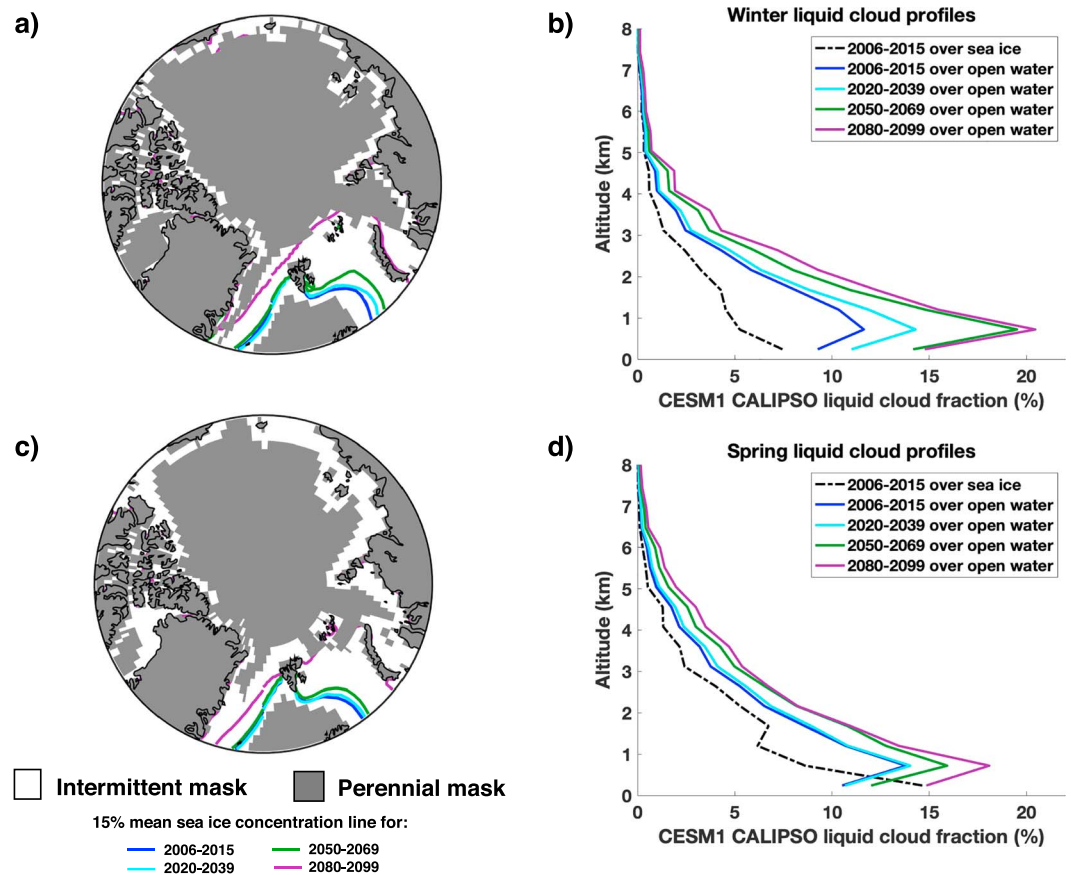 a)
b)
Winter liquid cloud profiles
8
7
6
5
4
3
2
1
0
Altitude (km)
2006-2015 over sea ice
2006-2015 over open water
2020-2039 over open water
2050-2069 over open water
2080-2099 over open water
0 5 10 15 20
CESM1 CALIPSO liquid cloud fraction (%)
c)
d)
Spring liquid cloud profiles
8
7
6
5
4
3
2
1
0
Altitude (km)
2006-2015 over sea ice
2006-2015 over open water
2020-2039 over open water
2050-2069 over open water
2080-2099 over open water
0 5 10 15 20
CESM1 CALIPSO liquid cloud fraction (%)
Intermittent mask Perennial mask
15% mean sea ice concentration line for:
2006-2015 2050-2069
2020-2039 2080-2099